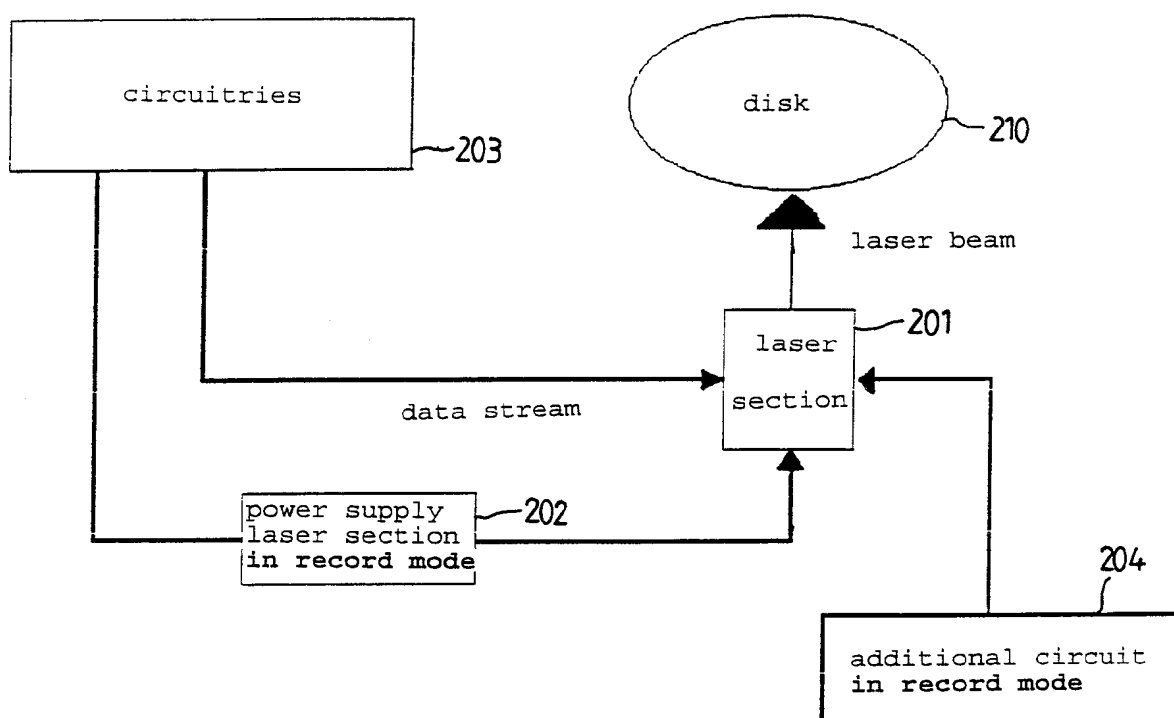 circuitries
disk
203
210
laser beam
201
laser
section
data stream
power supply
laser section
in record mode
202
204
additional circuit
in record mode